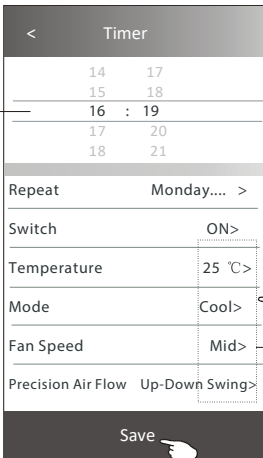 < Timer
14 17
15 18
16 : 19
17 20
18 21
Repeat Monday.... >
Switch ON>
Temperature 25 ℃>
Mode Cool>
Fan Speed Mid>
Precision Air Flow Up-Down Swing>
Save